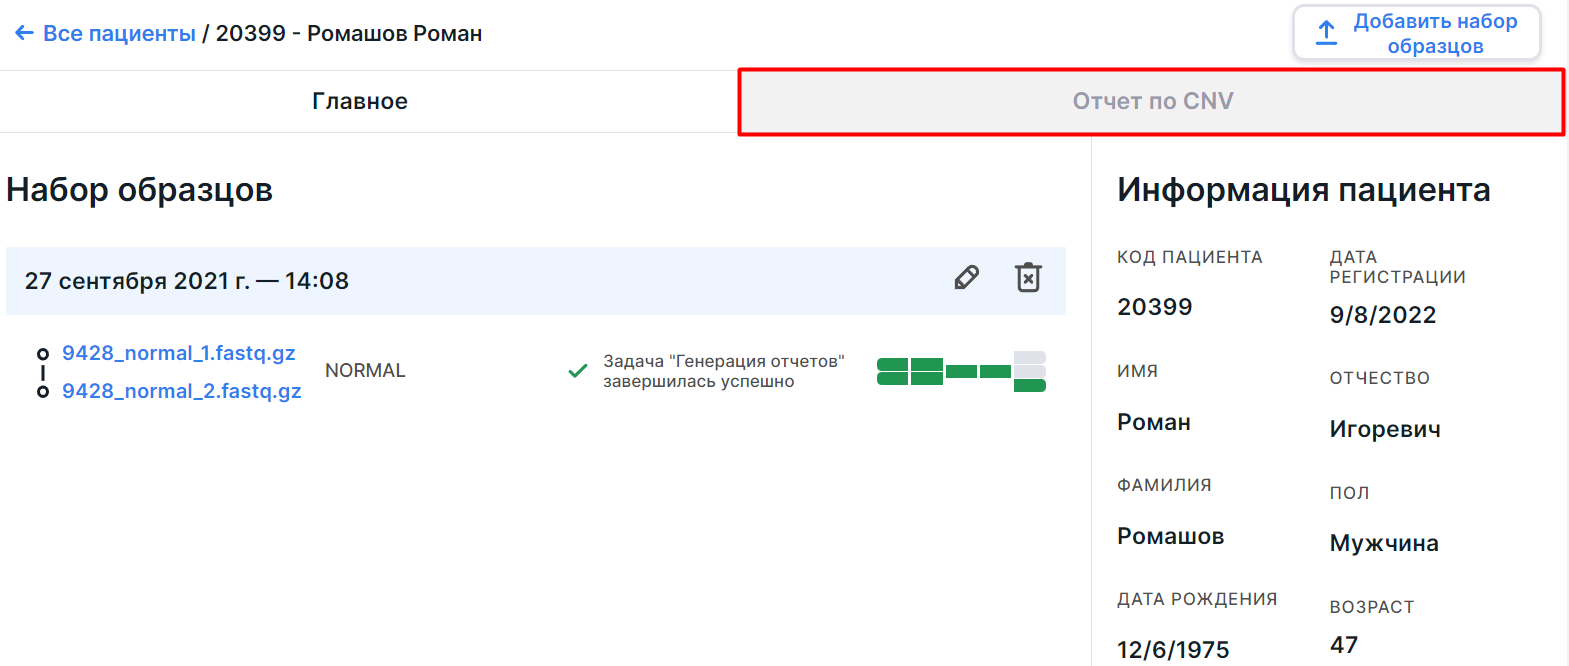 Все пациенты / 20399 - Ромашов Роман
Добавить набор
образцов
Главное
Отчет по CNV
Набор образцов
27 сентября 2021 г. — 14:08
9428_normal_1.fastq.gz
9428_normal_2.fastq.gz
NORMAL
Задача "Генерация отчетов"
завершилась успешно
Информация пациента
КОД ПАЦИЕНТА
20399
ДАТА
РЕГИСТРАЦИИ
9/8/2022
ИМЯ
Роман
ОТЧЕСТВО
Игоревич
ФАМИЛИЯ
Ромашов
ПОЛ
Мужчина
ДАТА РОЖДЕНИЯ
12/6/1975
ВОЗРАСТ
47